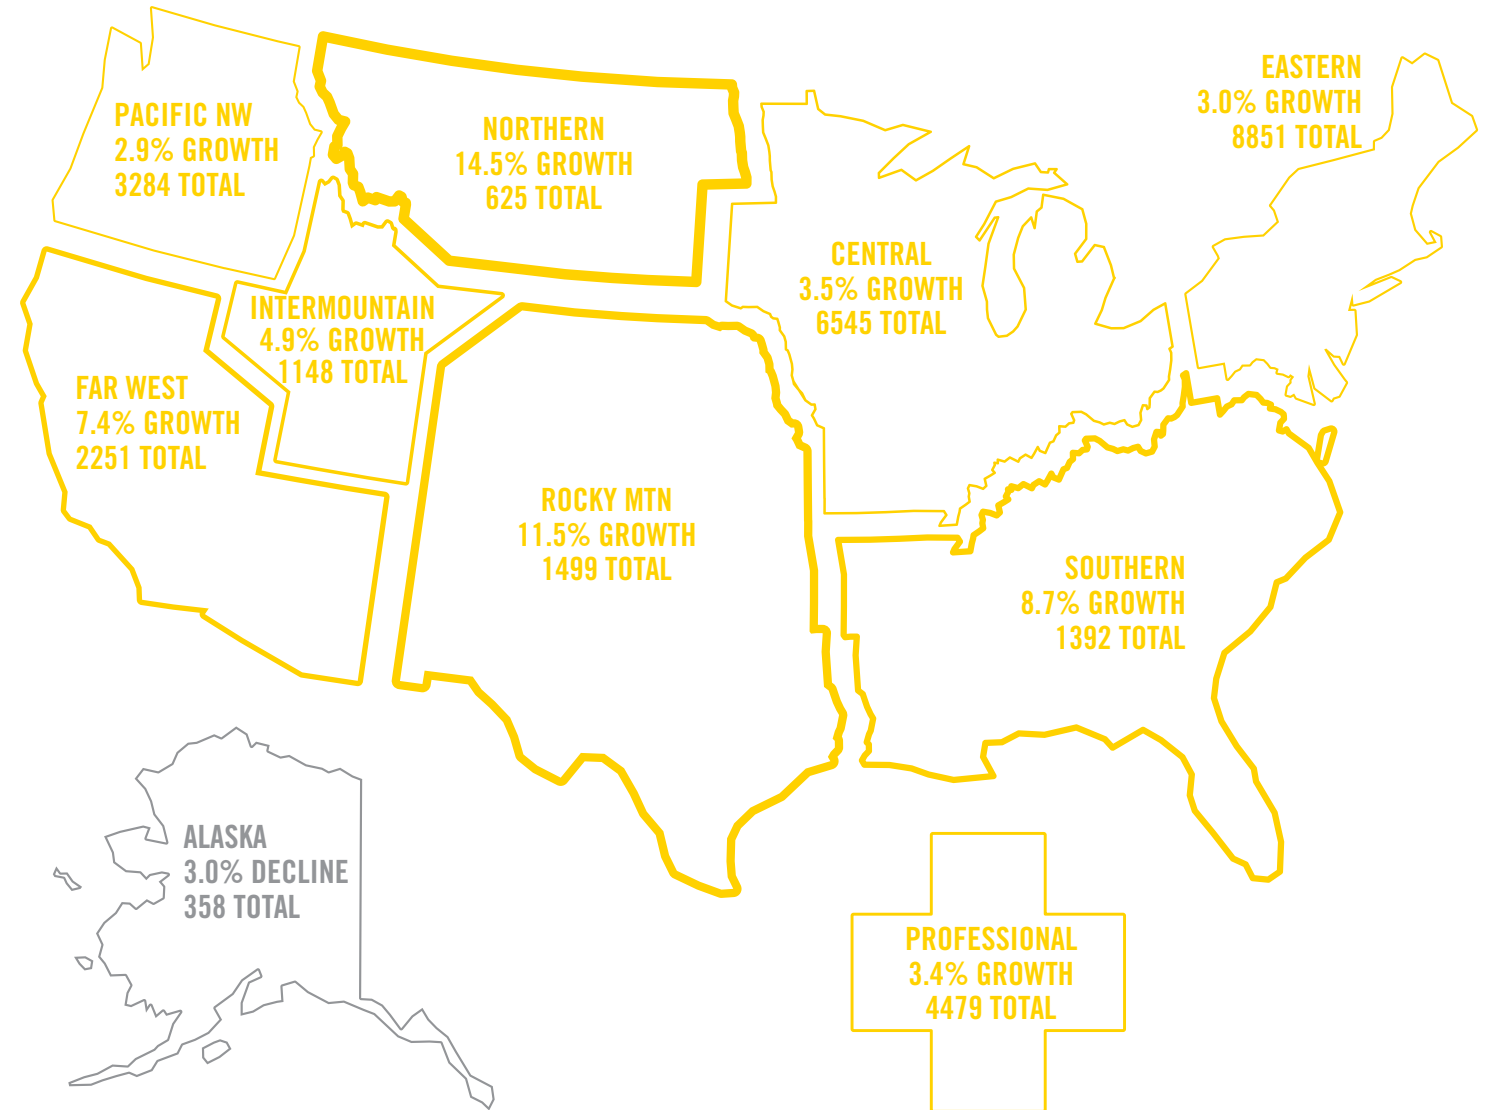 PACIFIC NW
2.9% GROWTH
3284 TOTAL
NORTHERN
14.5% GROWTH
625 TOTAL
EASTERN
3.0% GROWTH
8851 TOTAL
CENTRAL
3.5% GROWTH
6545 TOTAL
INTERMOUNTAIN
4.9% GROWTH
1148 TOTAL
FAR WEST
7.4% GROWTH
2251 TOTAL
ROCKY MTN
11.5% GROWTH
1499 TOTAL
SOUTHERN
8.7% GROWTH
1392 TOTAL
ALASKA
3.0% DECLINE
358 TOTAL
PROFESSIONAL
3.4% GROWTH
4479 TOTAL